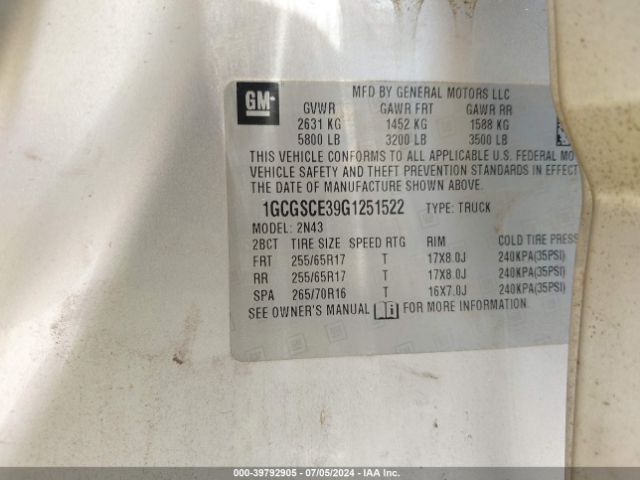 GM
MFD BY GENERAL MOTORS LLC
GVWR GAWR FRT GAWR RR
2631 KG 1452 KG 1588 KG
5800 LB 3200 LB 3500 LB
THIS VEHICLE CONFORMS TO ALL APPLICABLE U.S. FEDERAL MO
VEHICLE SAFETY AND THEFT PREVENTION STANDARDS IN EFFECT
THE DATE OF MANUFACTURE SHOWN ABOVE.
1GCGSCE39G1251522 TYPE: TRUCK
MODEL: 2N43
2BCT TIRE SIZE SPEED RTG RIM COLD TIRE PRESS
FRT 255/65R17 T 17X8.0J 240KPA(35PSI)
RR 255/65R17 T 17X8.0J 240KPA(35PSI)
SPA 265/70R16 T 16X7.0J 240KPA(35PSI)
SEE OWNER'S MANUAL FOR MORE INFORMATION.
000-39792905 - 07/05/2024 - IAA Inc.